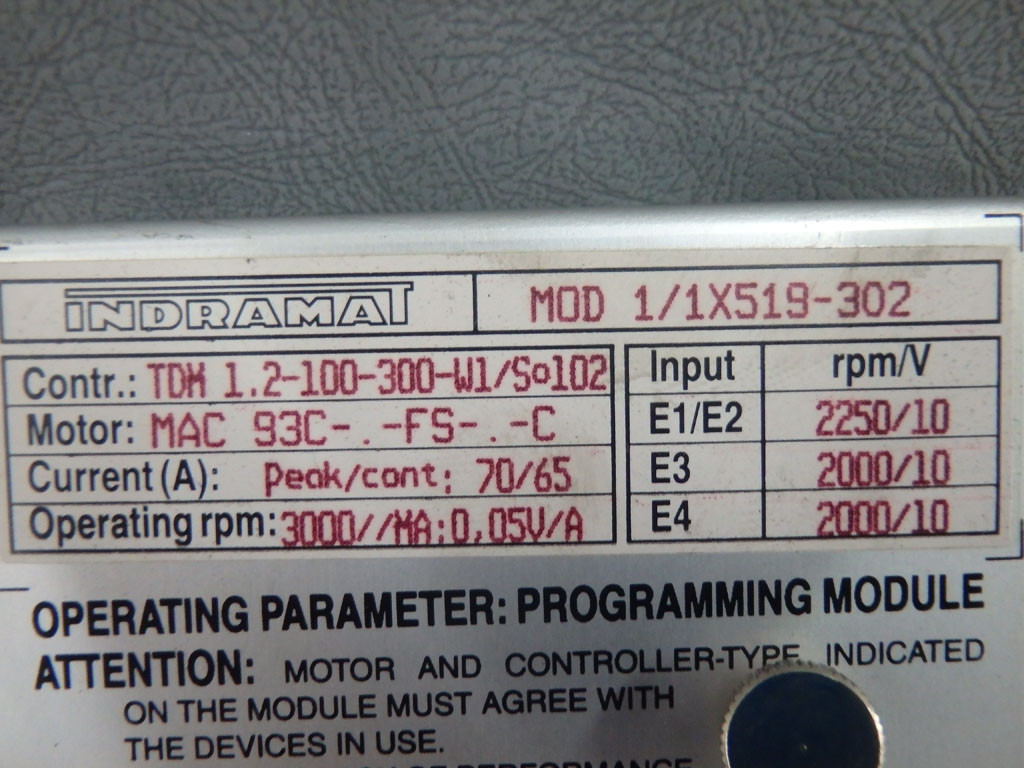 INDRAMAT MOD 1/1X519-302
Contr.: TDM 1.2-100-300-W1/S°102
Motor: MAC 93C-.-FS-.-C
Current (A): Peak/cont: 70/65
Operating rpm: 3000//MA:0,05V/A
Input rpm/V
E1/E2 2250/10
E3 2000/10
E4 2000/10
OPERATING PARAMETER: PROGRAMMING MODULE
ATTENTION: MOTOR AND CONTROLLER-TYPE INDICATED
ON THE MODULE MUST AGREE WITH
THE DEVICES IN USE.
PERFORMANCE